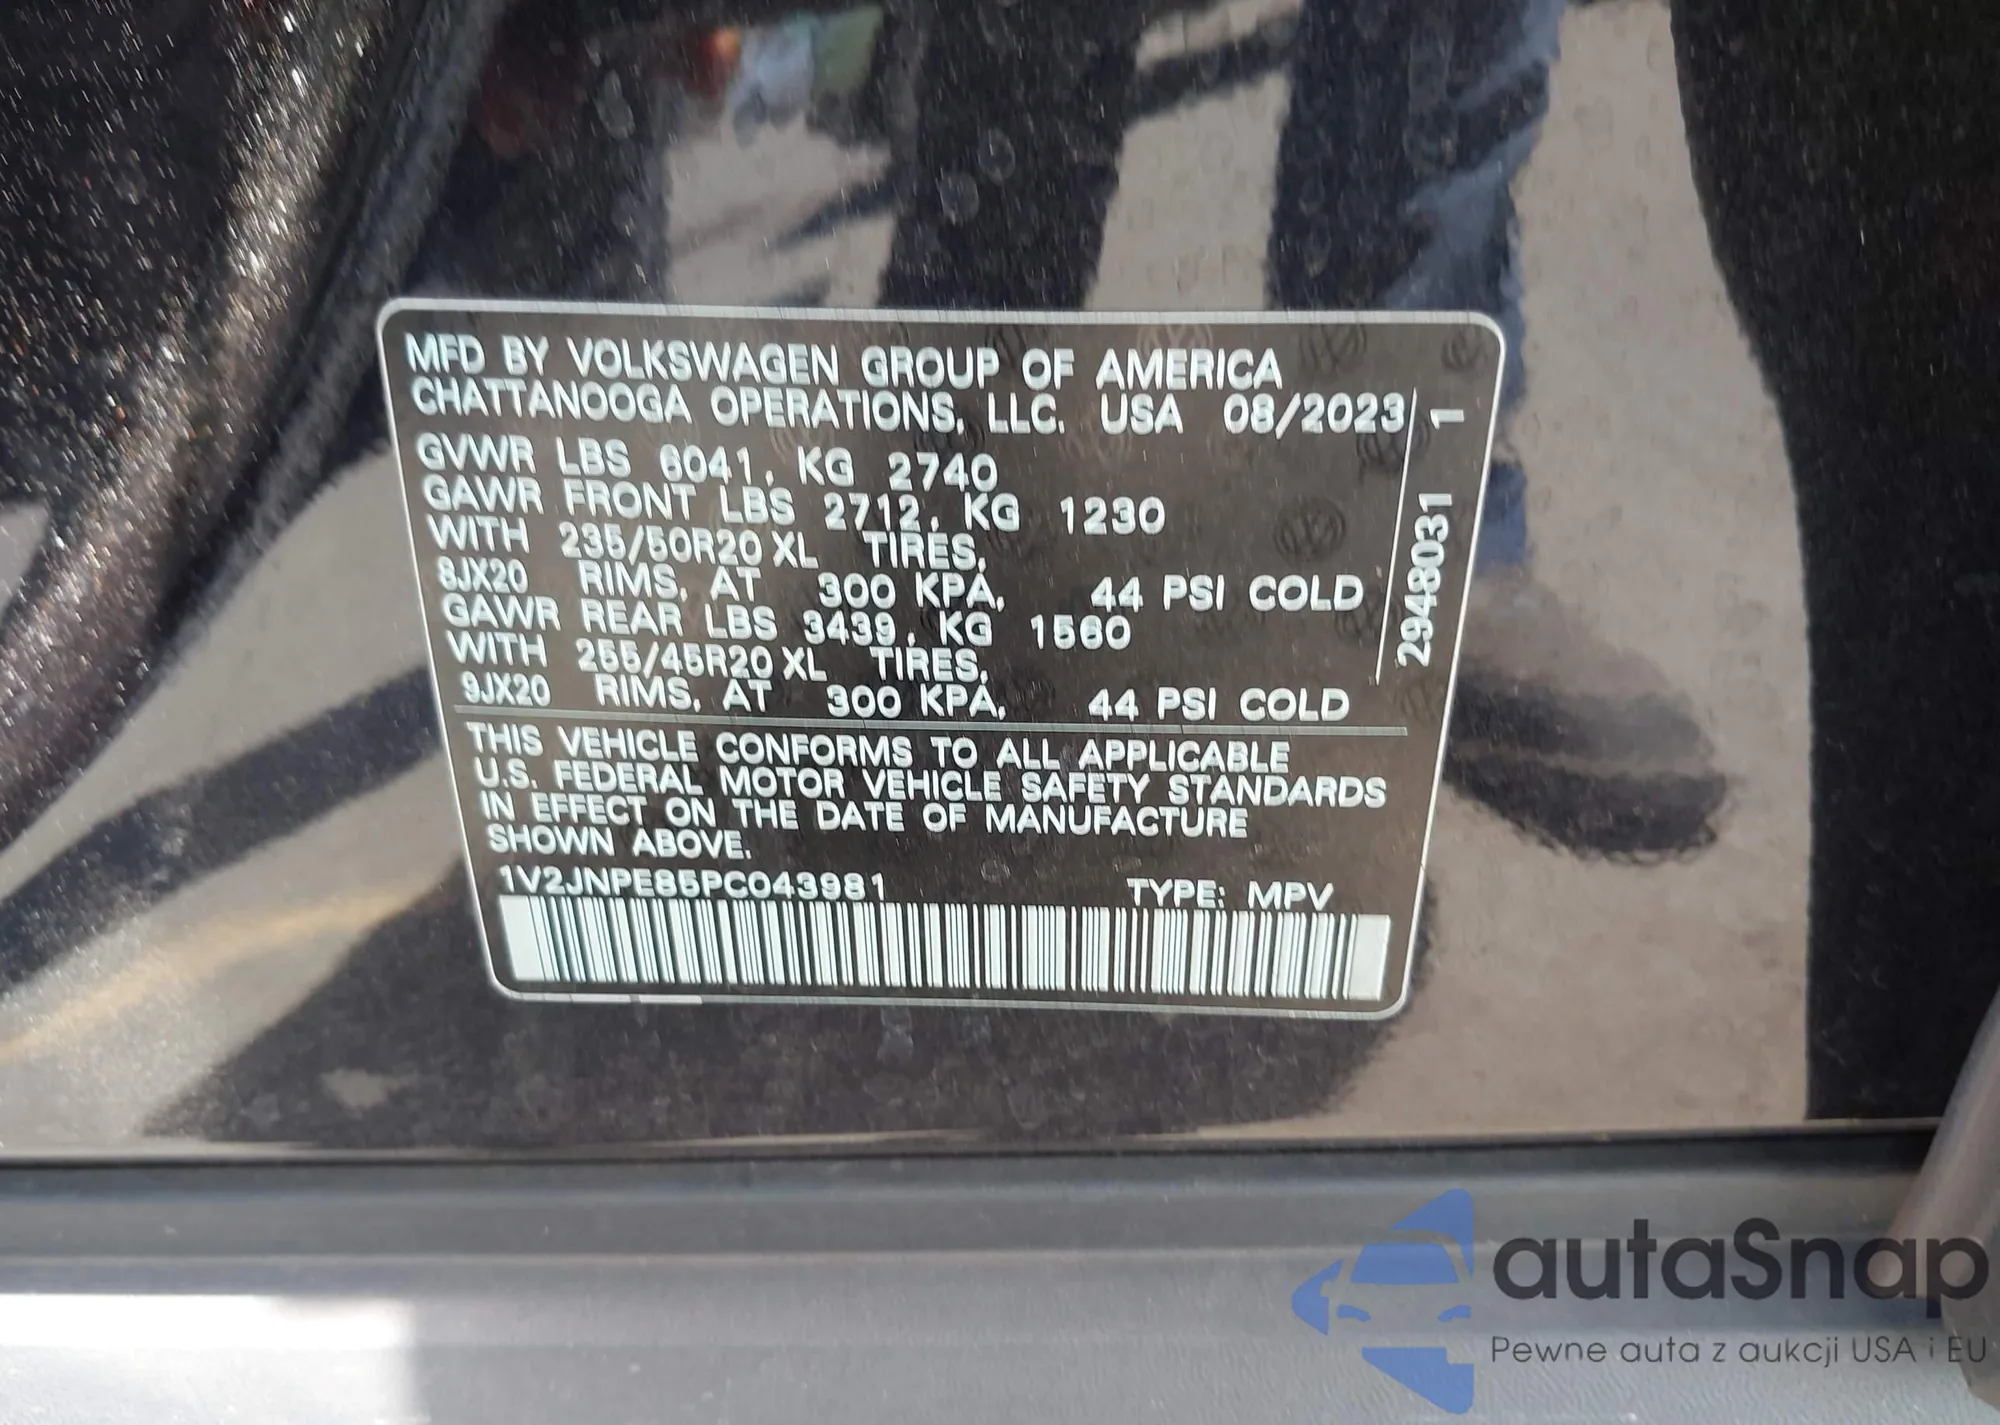 MFD BY VOLKSWAGEN GROUP OF AMERICA
CHATTANOOGA OPERATIONS, LLC. USA 08/2023
GVWR LBS 6041, KG 2740
GAWR FRONT LBS 2712, KG 1230
WITH 235/50R20 XL TIRES,
8JX20 RIMS, AT 300 KPA, 44 PSI COLD
GAWR REAR LBS 3439, KG 1560
WITH 255/45R20 XL TIRES,
9JX20 RIMS, AT 300 KPA, 44 PSI COLD
2948031 1
THIS VEHICLE CONFORMS TO ALL APPLICABLE
U.S. FEDERAL MOTOR VEHICLE SAFETY STANDARDS
IN EFFECT ON THE DATE OF MANUFACTURE
SHOWN ABOVE.
1V2JNPE85PC043981 TYPE: MPV
autaSnap
Pewne auta z aukcji USA i EU